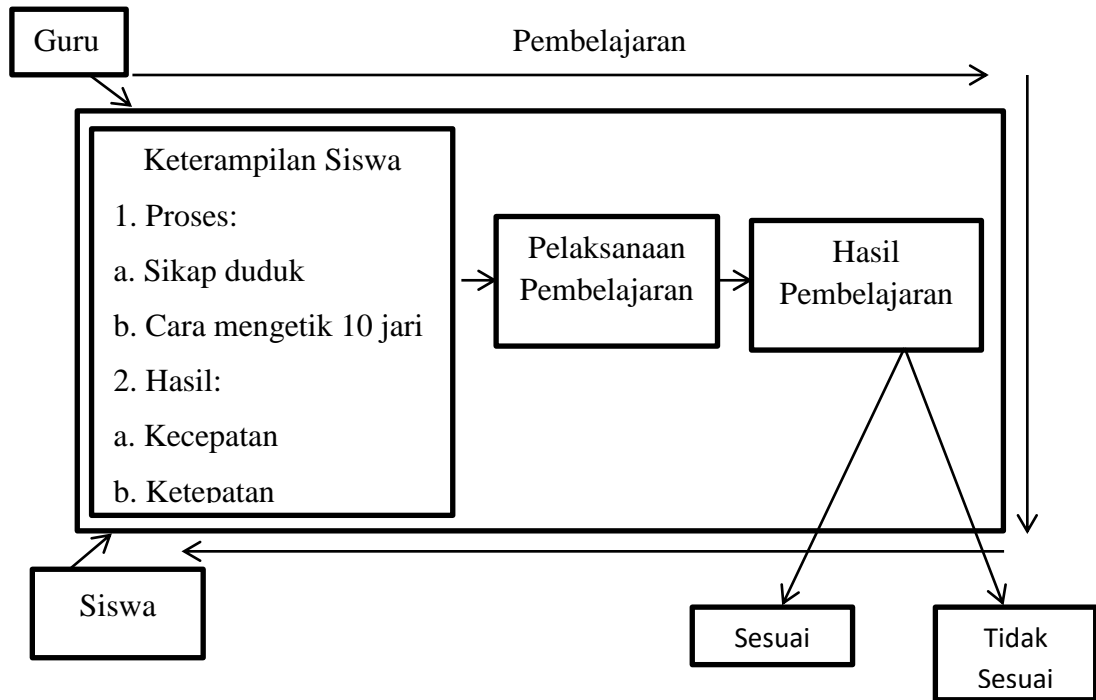 Guru
Pembelajaran
Keterampilan Siswa
1. Proses:
a. Sikap duduk
b. Cara mengetik 10 jari
2. Hasil:
a. Kecepatan
b. Ketepatan
Pelaksanaan
Pembelajaran
Hasil
Pembelajaran
Siswa
Sesuai
Tidak
Sesuai